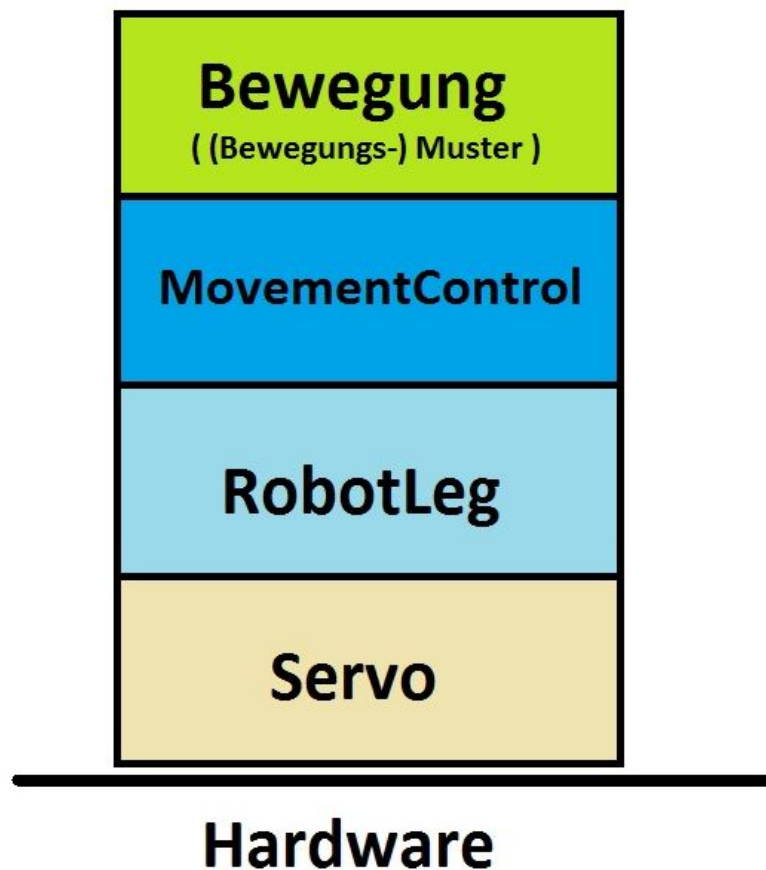 Bewegung
( (Bewegungs-) Muster )
MovementControl
RobotLeg
Servo
Hardware